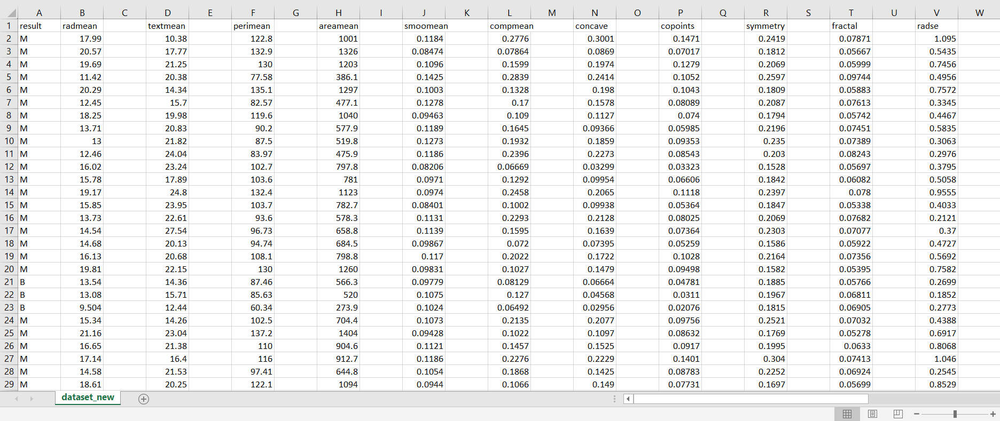 A B C D E F G H I J K L M N O P Q R S T U V W
1 result radmean textmean perimean areamean smoomean compmean concave copoints symmetry fractal radse
2 M 17.99 10.38 122.8 1001 0.1184 0.2776 0.3001 0.1471 0.2419 0.07871 1.095
3 M 20.57 17.77 132.9 1326 0.08474 0.07864 0.0869 0.07017 0.1812 0.05667 0.5435
4 M 19.69 21.25 130 1203 0.1096 0.1599 0.1974 0.1279 0.2069 0.05999 0.7456
5 M 11.42 20.38 77.58 386.1 0.1425 0.2839 0.2414 0.1052 0.2597 0.09744 0.4956
6 M 20.29 14.34 135.1 1297 0.1003 0.1328 0.198 0.1043 0.1809 0.05883 0.7572
7 M 12.45 15.7 82.57 477.1 0.1278 0.17 0.1578 0.08089 0.2087 0.07613 0.3345
8 M 18.25 19.98 119.6 1040 0.09463 0.109 0.1127 0.074 0.1794 0.05742 0.4467
9 M 13.71 20.83 90.2 577.9 0.1189 0.1645 0.09366 0.05985 0.2196 0.07451 0.5835
10 M 13 21.82 87.5 519.8 0.1273 0.1932 0.1859 0.09353 0.235 0.07389 0.3063
11 M 12.46 24.04 83.97 475.9 0.1186 0.2396 0.2273 0.08543 0.203 0.08243 0.2976
12 M 16.02 23.24 102.7 797.8 0.08206 0.06669 0.03299 0.03323 0.1528 0.05697 0.3795
13 M 15.78 17.89 103.6 781 0.0971 0.1292 0.09954 0.06606 0.1842 0.06082 0.5058
14 M 19.17 24.8 132.4 1123 0.0974 0.2458 0.2065 0.1118 0.2397 0.078 0.9555
15 M 15.85 23.95 103.7 782.7 0.08401 0.1002 0.09938 0.05364 0.1847 0.05338 0.4033
16 M 13.73 22.61 93.6 578.3 0.1131 0.2293 0.2128 0.08025 0.2069 0.07682 0.2121
17 M 14.54 27.54 96.73 658.8 0.1139 0.1595 0.1639 0.07364 0.2303 0.07077 0.37
18 M 14.68 20.13 94.74 684.5 0.09867 0.072 0.07395 0.05259 0.1586 0.05922 0.4727
19 M 16.13 20.68 108.1 798.8 0.117 0.2022 0.1722 0.1028 0.2164 0.07356 0.5692
20 M 19.81 22.15 130 1260 0.09831 0.1027 0.1479 0.09498 0.1582 0.05395 0.7582
21 B 13.54 14.36 87.46 566.3 0.09779 0.08129 0.06664 0.04781 0.1885 0.05766 0.2699
22 B 13.08 15.71 85.63 520 0.1075 0.127 0.04568 0.0311 0.1967 0.06811 0.1852
23 B 9.504 12.44 60.34 273.9 0.1024 0.06492 0.02956 0.02076 0.1815 0.06905 0.2773
24 M 15.34 14.26 102.5 704.4 0.1073 0.2135 0.2077 0.09756 0.2521 0.07032 0.4388
25 M 21.16 23.04 137.2 1404 0.09428 0.1022 0.1097 0.08632 0.1769 0.05278 0.6917
26 M 16.65 21.38 110 904.6 0.1121 0.1457 0.1525 0.0917 0.1995 0.0633 0.8068
27 M 17.14 16.4 116 912.7 0.1186 0.2276 0.2229 0.1401 0.304 0.07413 1.046
28 M 14.58 21.53 97.41 644.8 0.1054 0.1868 0.1425 0.08783 0.2252 0.06924 0.2545
29 M 18.61 20.25 122.1 1094 0.0944 0.1066 0.149 0.07731 0.1697 0.05699 0.8529
dataset_new